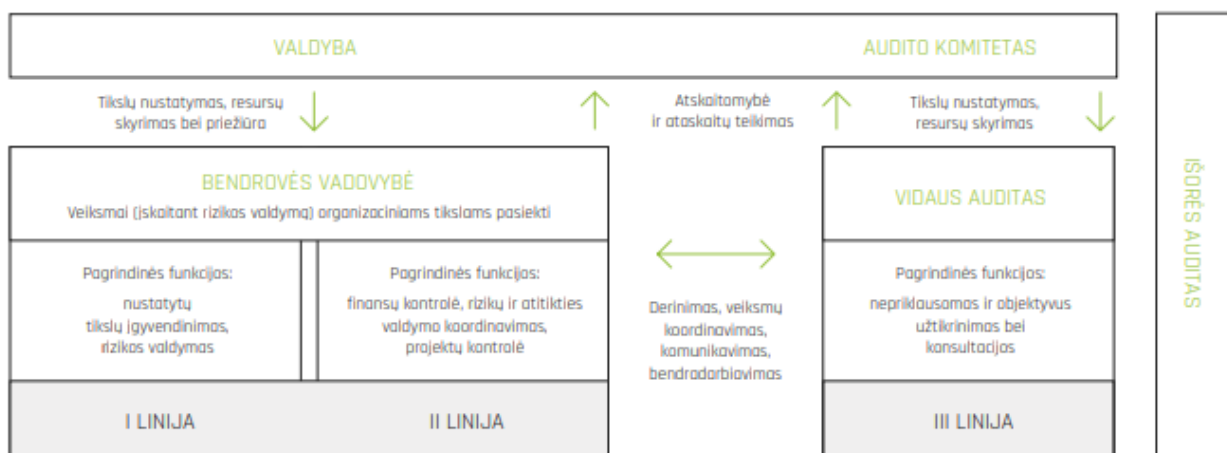 VALDYBA
AUDITO KOMITETAS
Tikslų nustatymas, resursų
skyrimas bei priežiūra
Atskaitamybė
ir ataskaitų teikimas
Tikslų nustatymas,
resursų skyrimas
BENDROVĖS VADOVYBĖ
Veiksmai (įskaitant rizikos valdymą) organizaciniams tikslams pasiekti
Pagrindinės funkcijos:
nustatytų
tikslų įgyvendinimas,
rizikos valdymas
Pagrindinės funkcijos:
finansų kontrolė, rizikų ir atitikties
valdymo koordinavimas,
projektų kontrolė
I LINIJA
II LINIJA
Derinimas, veiksmų
koordinavimas,
komunikavimas,
bendradarbiavimas
VIDAUS AUDITAS
Pagrindinės funkcijos:
nepriklausomas ir objektyvus
užtikrinimas bei
konsultacijos
III LINIJA
IŠORĖS AUDITAS